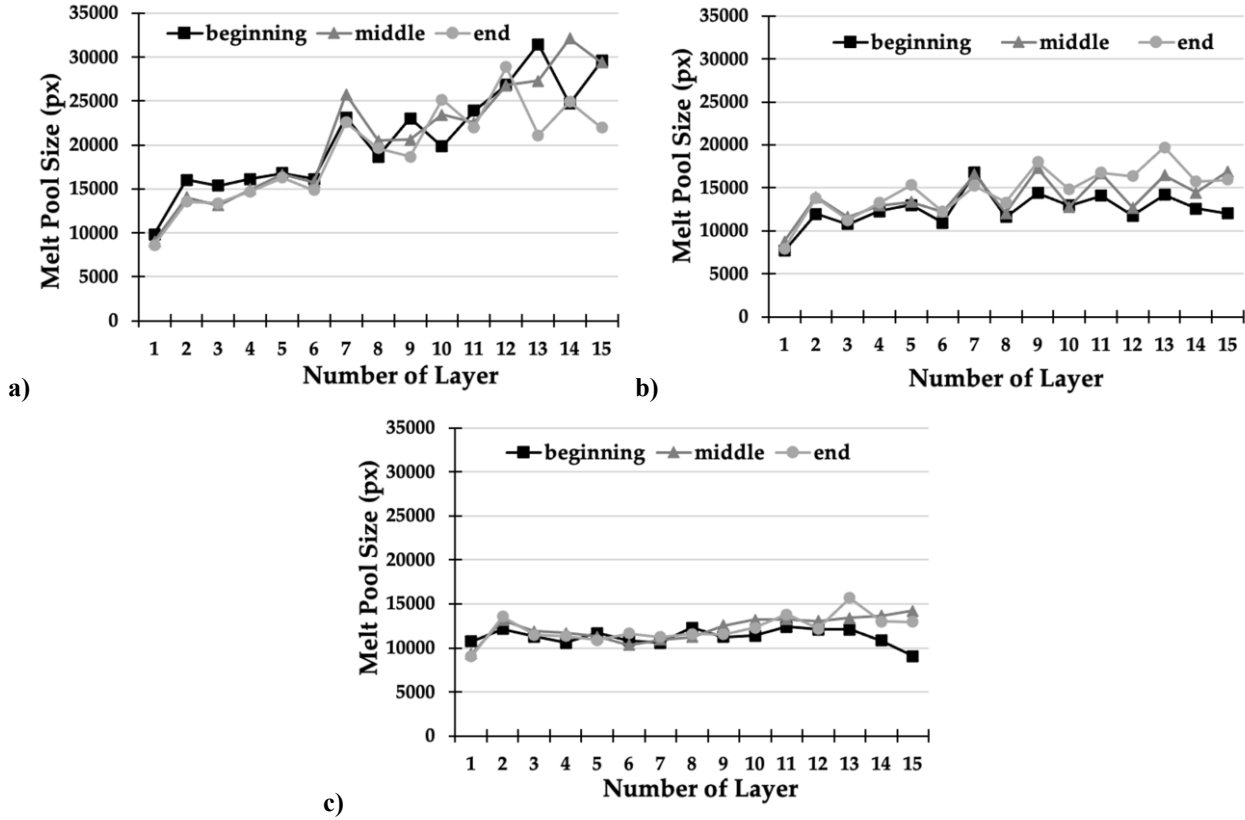 35000
30000
25000
20000
15000
10000
5000
0
Melt Pool Size (px)
beginning middle end
1 2 3 4 5 6 7 8 9 10 11 12 13 14 15
Number of Layer
a)
35000
30000
25000
20000
15000
10000
5000
0
Melt Pool Size (px)
beginning middle end
1 2 3 4 5 6 7 8 9 10 11 12 13 14 15
Number of Layer
b)
35000
30000
25000
20000
15000
10000
5000
0
Melt Pool Size (px)
beginning middle end
1 2 3 4 5 6 7 8 9 10 11 12 13 14 15
Number of Layer
c)